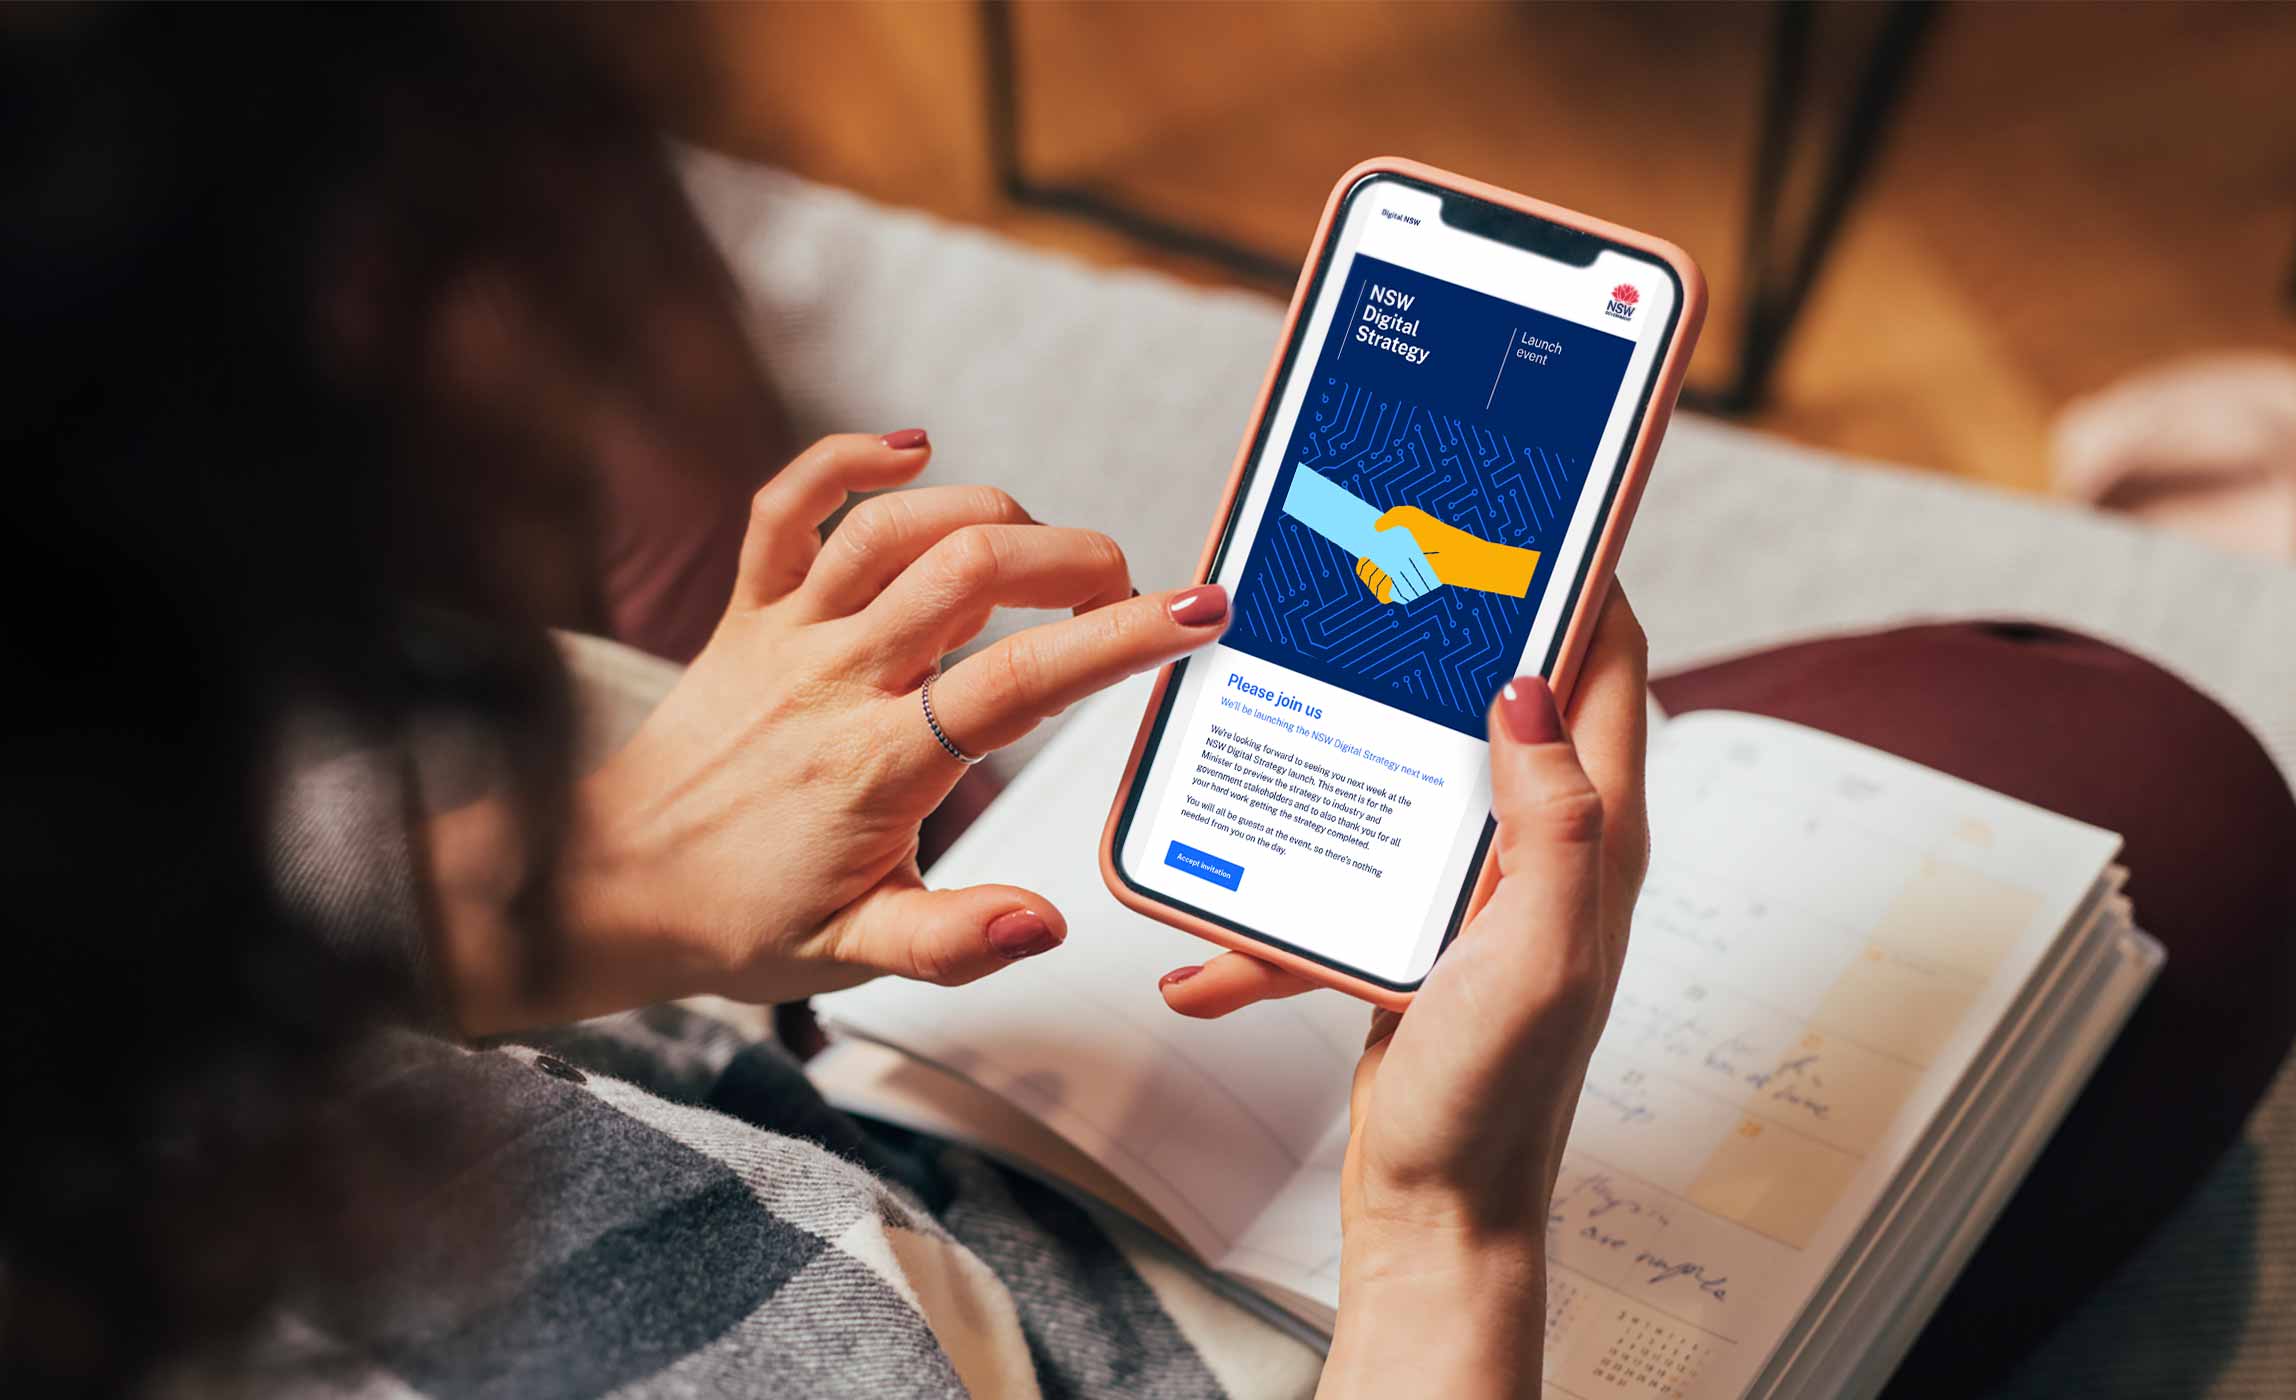 Digital NSW
NSW
GOVERNMENT
NSW
Digital
Strategy
Launch
event
Please join us
We'll be launching the NSW Digital Strategy next week
We're looking forward to seeing you next week at the
NSW Digital Strategy launch. This event is for the
Minister to preview the strategy to industry and
government stakeholders and to also thank you for all
your hard work getting the strategy completed.
You will all be guests at the event, so there's nothing
needed from you on the day.
Accept Invitation
are